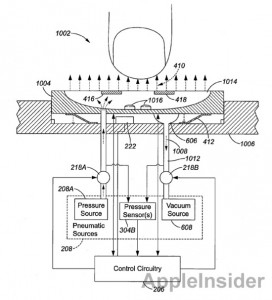 1002
410
1004
1014
416
1016
418
222
606
412
1006
1008
1012
218A
218B
208A
Pressure
Source
Pressure
Sensor(s)
304B
Vacuum
Source
608
Pneumatic
Sources
208
Control Circuitry
206
AppleInsider